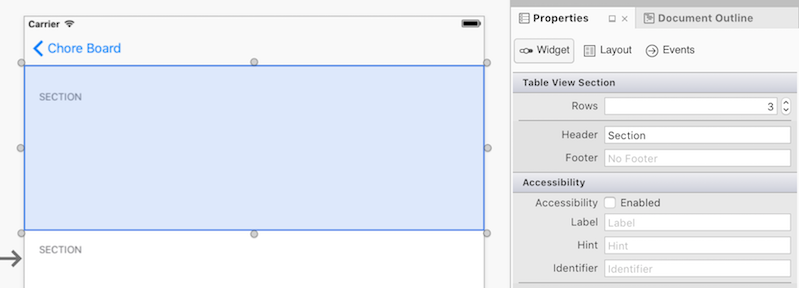 Carrier
Chore Board
SECTION
SECTION
Properties
Document Outline
Widget
Layout
Events
Table View Section
Rows 3
Header Section
Footer No Footer
Accessibility
Accessibility Enabled
Label Label
Hint Hint
Identifier Identifier